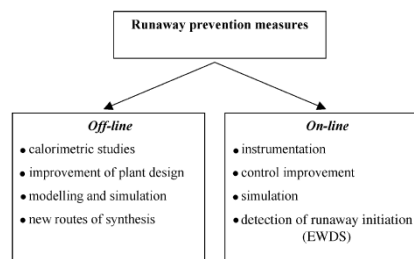 Runaway prevention measures
Off-line
• calorimetric studies
• improvement of plant design
• modelling and simulation
• new routes of synthesis
On-line
• instrumentation
• control improvement
• simulation
• detection of runaway initiation
(EWDS)